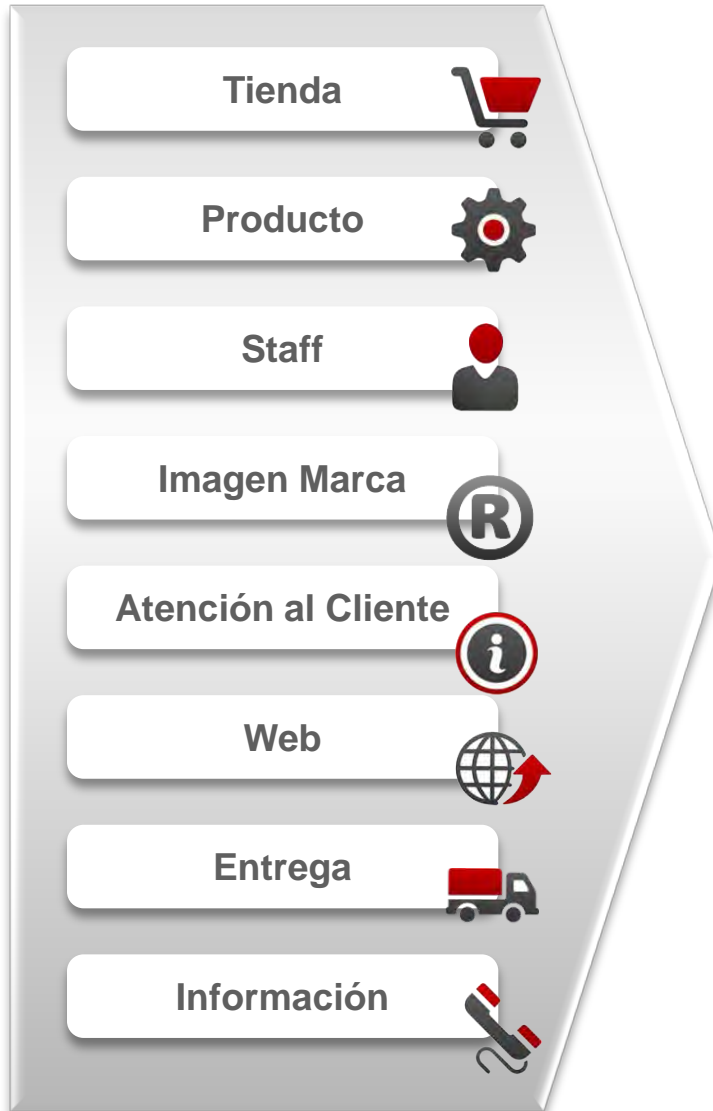 Tienda
Producto
Staff
Imagen Marca
R
Atención al Cliente
i
Web
Entrega
Información